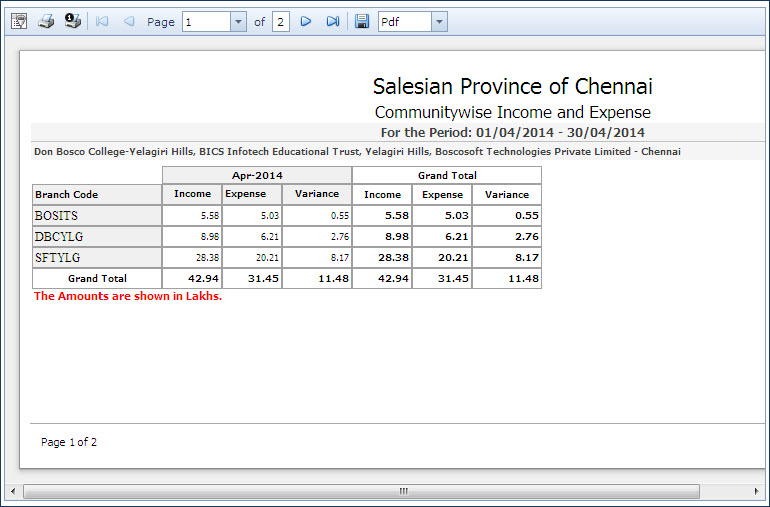 Page 1 of 2 Pdf
Salesian Province of Chennai
Communitywise Income and Expense
For the Period: 01/04/2014 - 30/04/2014
Don Bosco College-Yelagiri Hills, BICS Infotech Educational Trust, Yelagiri Hills, Boscosoft Technologies Private Limited - Chennai
Apr-2014 Grand Total
Branch Code Income Expense Variance Income Expense Variance
BOSITS 5.58 5.03 0.55 5.58 5.03 0.55
DBCYLG 8.98 6.21 2.76 8.98 6.21 2.76
SFTYLG 28.38 20.21 8.17 28.38 20.21 8.17
Grand Total 42.94 31.45 11.48 42.94 31.45 11.48
The Amounts are shown in Lakhs.
Page 1 of 2